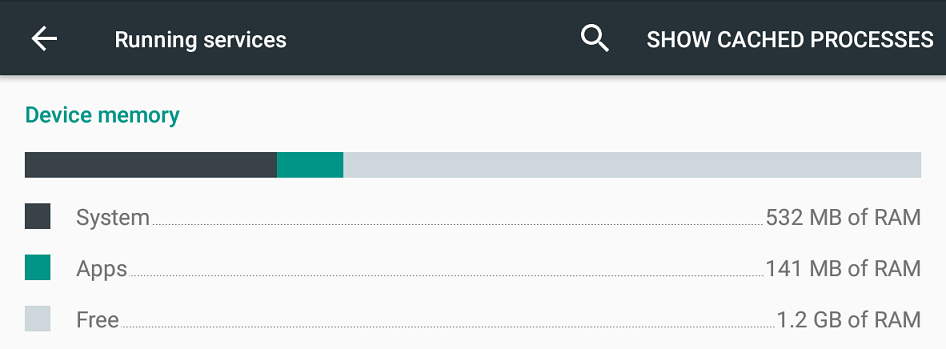 Running services SHOW CACHED PROCESSES
Device memory
System 532 MB of RAM
Apps 141 MB of RAM
Free 1.2 GB of RAM